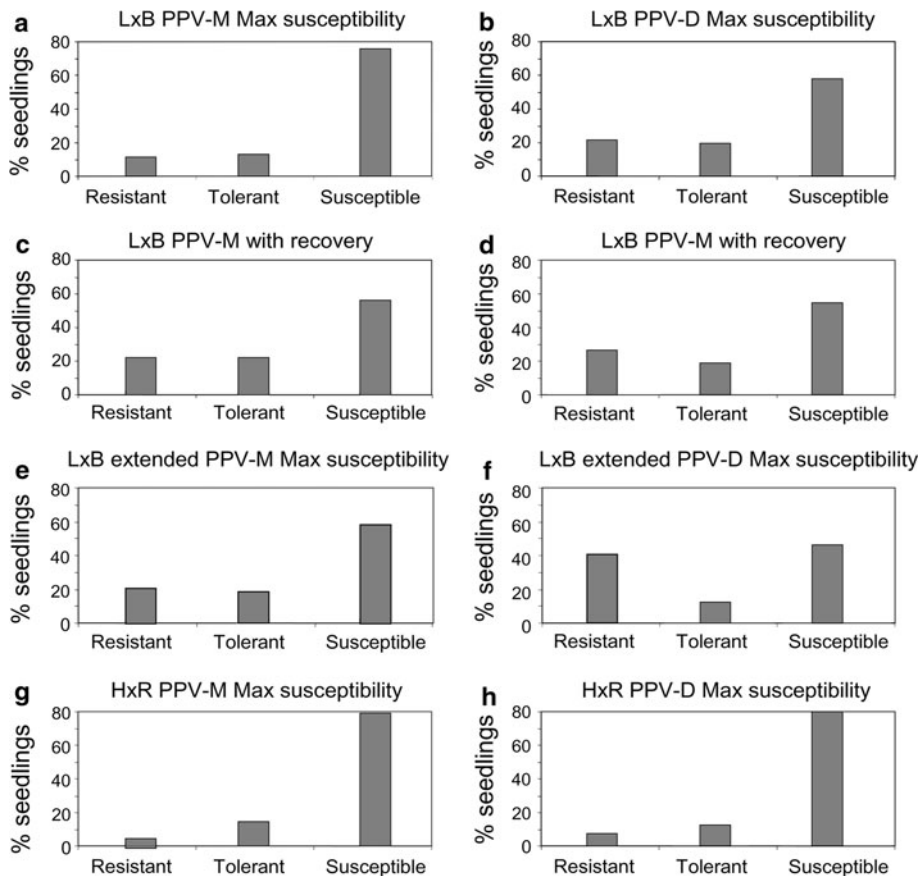 a LxB PPV-M Max susceptibility
% seedlings
80
60
40
20
0
Resistant Tolerant Susceptible
b LxB PPV-D Max susceptibility
% seedlings
80
60
40
20
0
Resistant Tolerant Susceptible
c LxB PPV-M with recovery
% seedlings
80
60
40
20
0
Resistant Tolerant Susceptible
d LxB PPV-M with recovery
% seedlings
80
60
40
20
0
Resistant Tolerant Susceptible
e LxB extended PPV-M Max susceptibility
% seedlings
80
60
40
20
0
Resistant Tolerant Susceptible
f LxB extended PPV-D Max susceptibility
% seedlings
80
60
40
20
0
Resistant Tolerant Susceptible
g HxR PPV-M Max susceptibility
% seedlings
80
60
40
20
0
Resistant Tolerant Susceptible
h HxR PPV-D Max susceptibility
% seedlings
80
60
40
20
0
Resistant Tolerant Susceptible